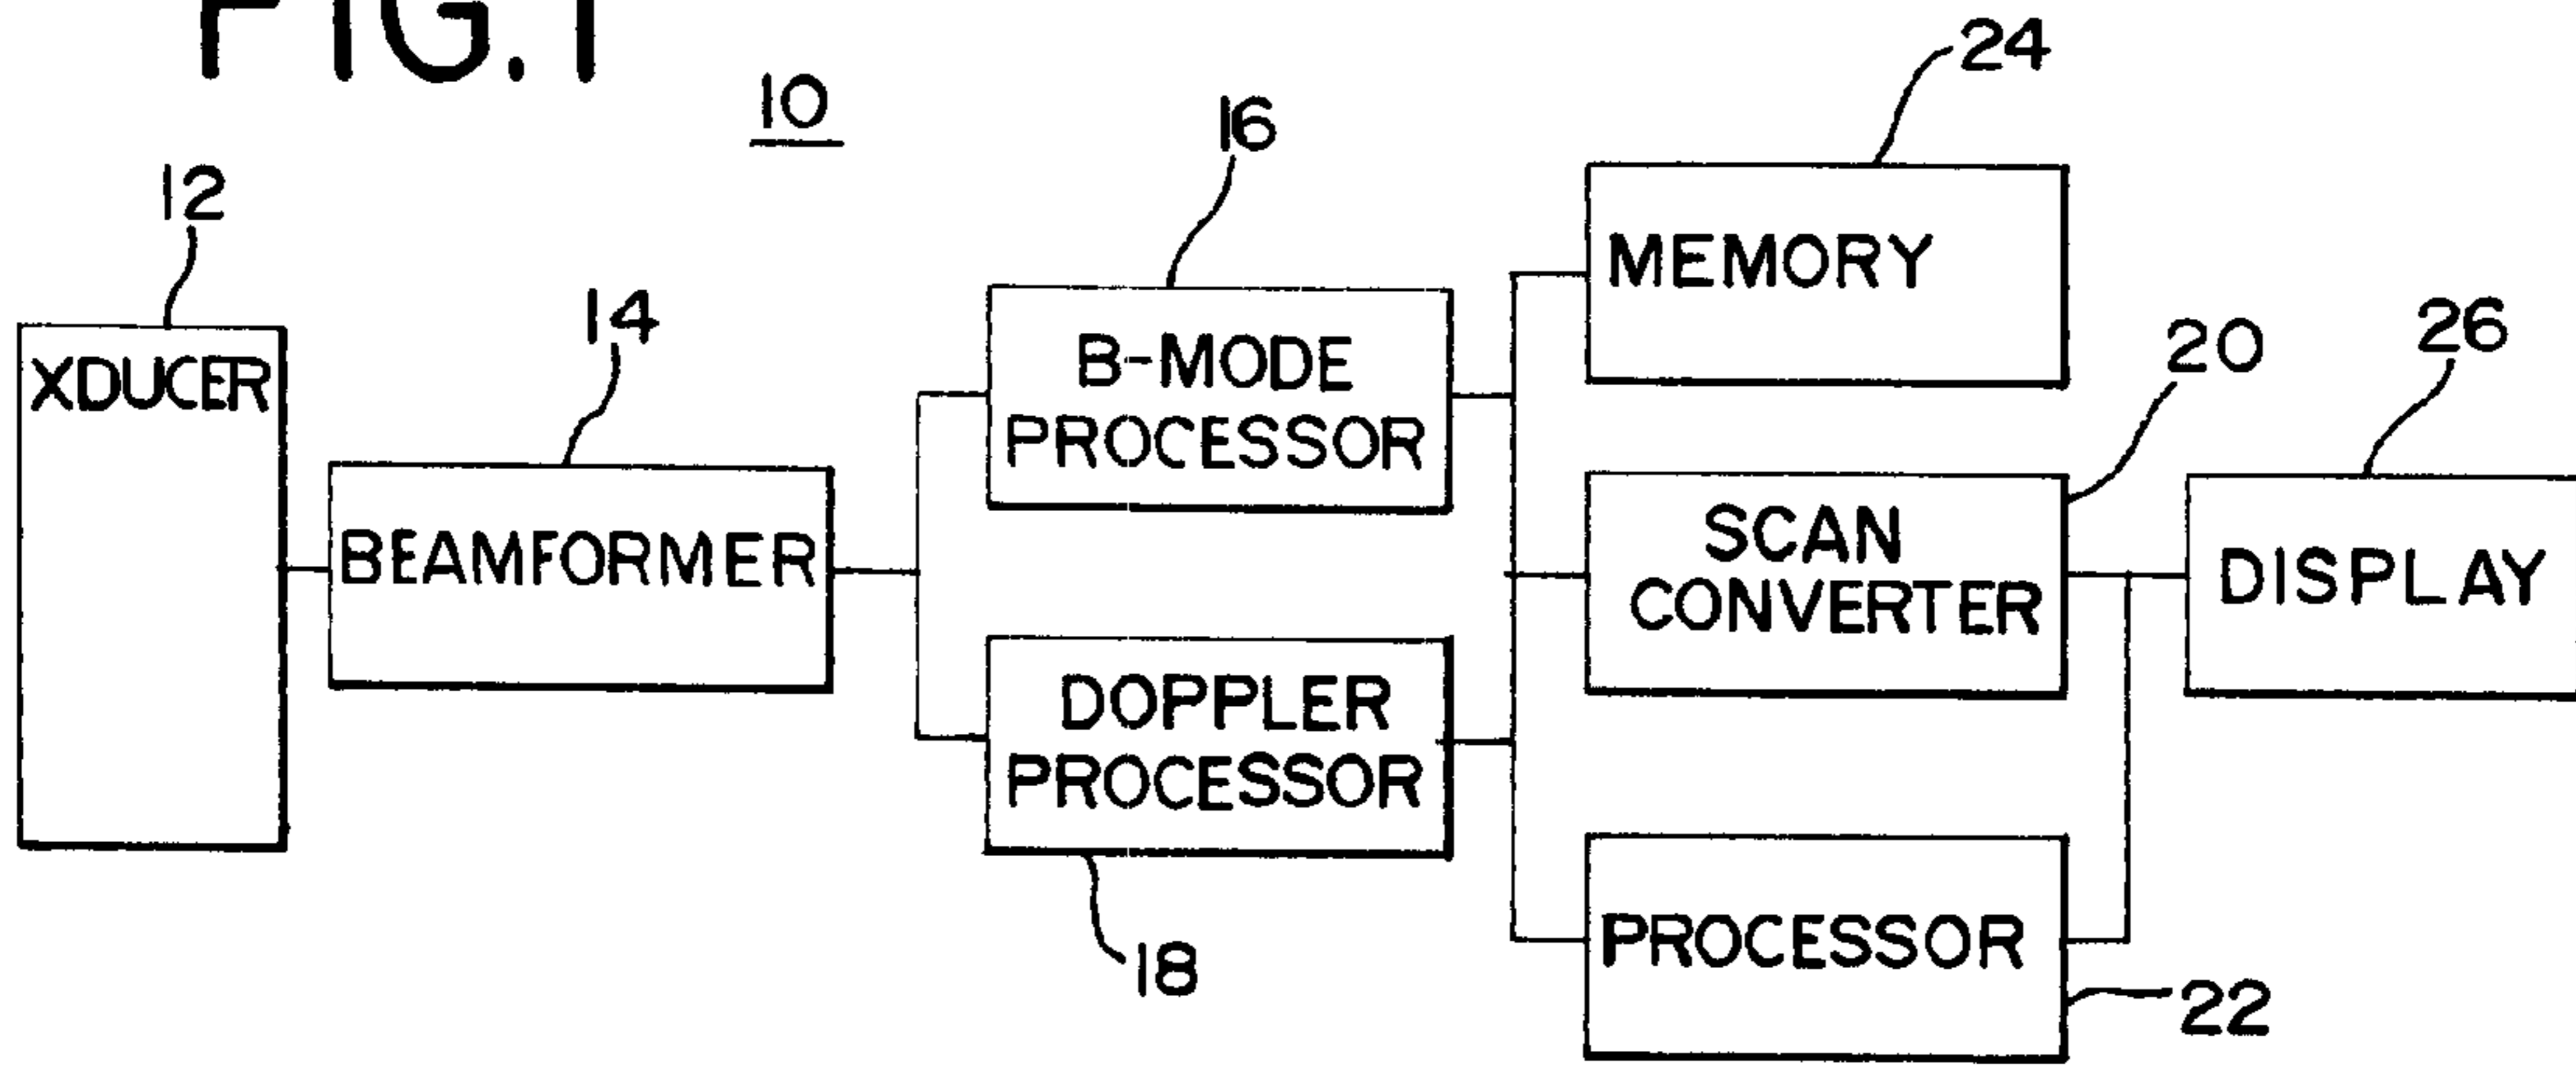 FIG.1
10
12
XDUCER
14
BEAMFORMER
16
B-MODE
PROCESSOR
DOPPLER
PROCESSOR
18
24
MEMORY
20
SCAN
CONVERTER
PROCESSOR
22
26
DISPLAY